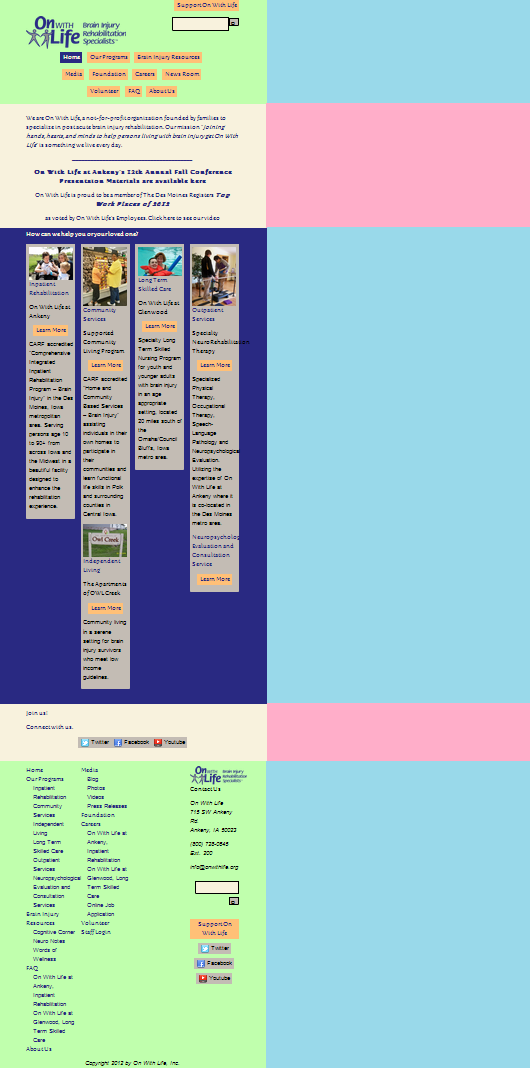 Support On With Life
On WITH Life Brain Injury Rehabilitation Specialists
Home Our Programs Brain Injury Resources
Media Foundation Careers News Room
Volunteer FAQ About Us
We are On With Life, a not-for-profit organization founded by families to
specialize in post acute brain injury rehabilitation. Our mission "Joining
hands, hearts, and minds to help persons living with brain injury get On With
Life" is something we live every day.
On With Life at Ankeny's 12th Annual Fall Conference
Presentation Materials are available here
On With Life is proud to be a member of The Des Moines Registers Top
Work Places of 2012
as voted by On With Life's Employees. Click here to see our video
How can we help you or your loved one?
Inpatient
Rehabilitation
On With Life at
Ankeny
Learn More
CARF accredited
"Comprehensive
Integrated
Inpatient
Rehabilitation
Program – Brain
Injury" in the Des
Moines, Iowa
metropolitan
area. Serving
persons age 10
to 90+ from
across Iowa and
the Midwest in a
beautiful facility
designed to
enhance the
rehabilitation
experience.
Community
Services
Supported
Community
Living Program
Learn More
CARF accredited
"Home and
Community
Based Services
– Brain Injury"
assisting
individuals in their
own homes to
participate in
their
communities and
learn functional
life skills in Polk
and surrounding
counties in
Central Iowa.
Owl Creek
Independent
Living
The Apartments
of OWL Creek
Learn More
Community living
in a serene
setting for brain
injury survivors
who meet low
income
guidelines.
Long Term
Skilled Care
On With Life at
Glenwood
Learn More
Specialty Long
Term Skilled
Nursing Program
for youth and
younger adults
with brain injury
in an age
appropriate
setting, located
20 miles south of
the
Omaha/Council
Bluffs, Iowa
metro area.
Outpatient
Services
Specialty
NeuroRehabilitation
Therapy
Learn More
Specialized
Physical
Therapy,
Occupational
Therapy,
Speech-
Language
Pathology and
Neuropsychological
Evaluation.
Utilizing the
expertise of On
With Life at
Ankeny where it
is co-located in
the Des Moines
metro area.
Neuropsycholog
Evaluation and
Consultation
Service
Learn More
Join us!
Connect with us.
Twitter Facebook Youtube
Home
Our Programs
Inpatient
Rehabilitation
Community
Services
Independent
Living
Long Term
Skilled Care
Outpatient
Services
Neuropsychological
Evaluation and
Consultation
Services
Brain Injury
Resources
Cognitive Corner
Neuro Notes
Words of
Wellness
FAQ
On With Life at
Ankeny,
Inpatient
Rehabilitation
On With Life at
Glenwood, Long
Term Skilled
Care
About Us
Media
Blog
Photos
Videos
Press Releases
Foundation
Careers
On With Life at
Ankeny,
Inpatient
Rehabilitation
On With Life at
Glenwood, Long
Term Skilled
Care
Online Job
Application
Volunteer
Staff Login
On WITH Life Brain Injury Rehabilitation Specialists
Contact Us
On With Life
715 SW Ankeny
Rd.
Ankeny, IA 50023
(800) 728-0645
Ext. 200
info@onwithlife.org
Support On
With Life
Twitter
Facebook
Youtube
Copyright 2012 by On With Life, Inc.